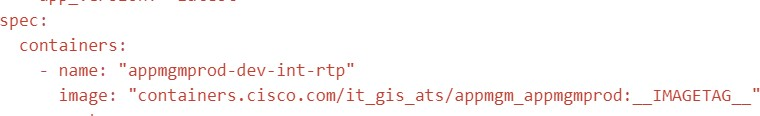 spec:
containers:
- name: "appmgmprod-dev-int-rtp"
image: "containers.cisco.com/it_gis_ats/appmgm_appmgmprod:__IMAGETAG__"